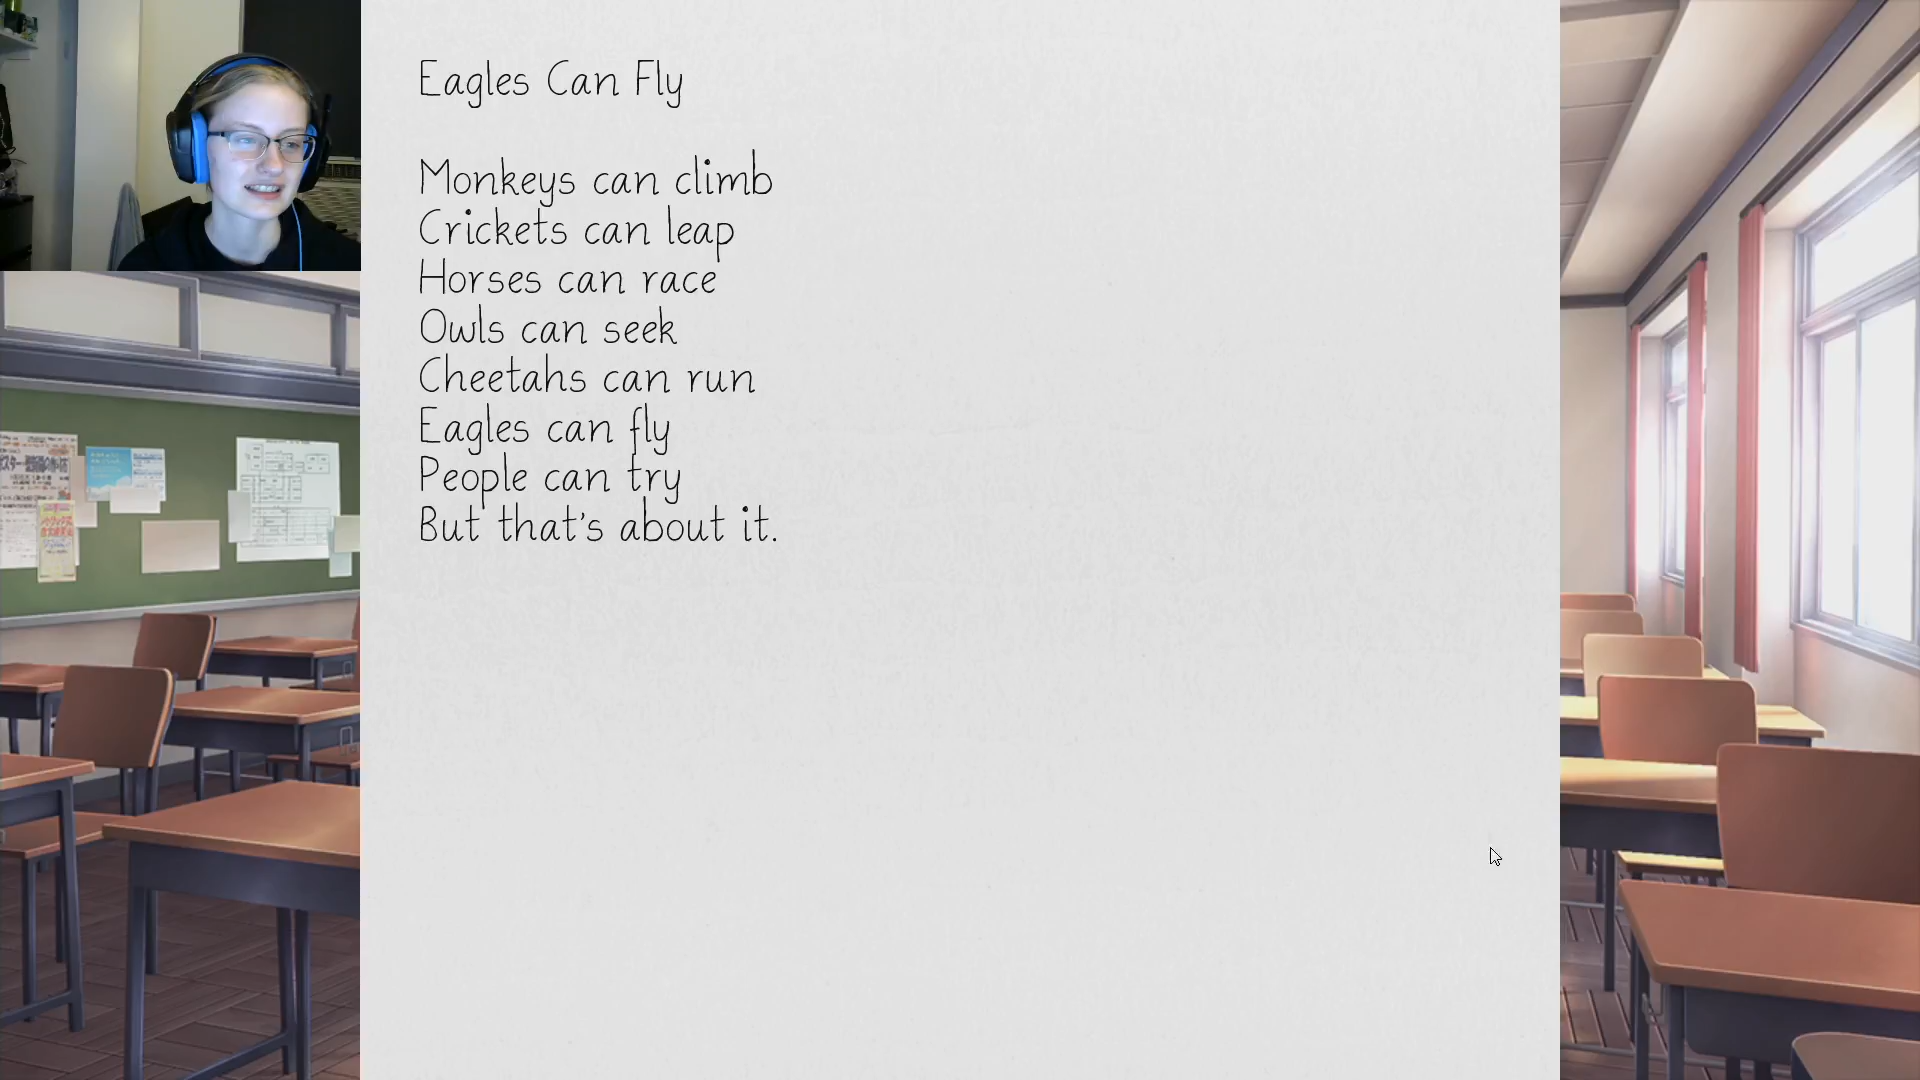 Eagles Can Fly
Monkeys can climb
Crickets can leap
Horses can race
Owls can seek
Cheetahs can run
Eagles can fly
People can try
But that's about it.